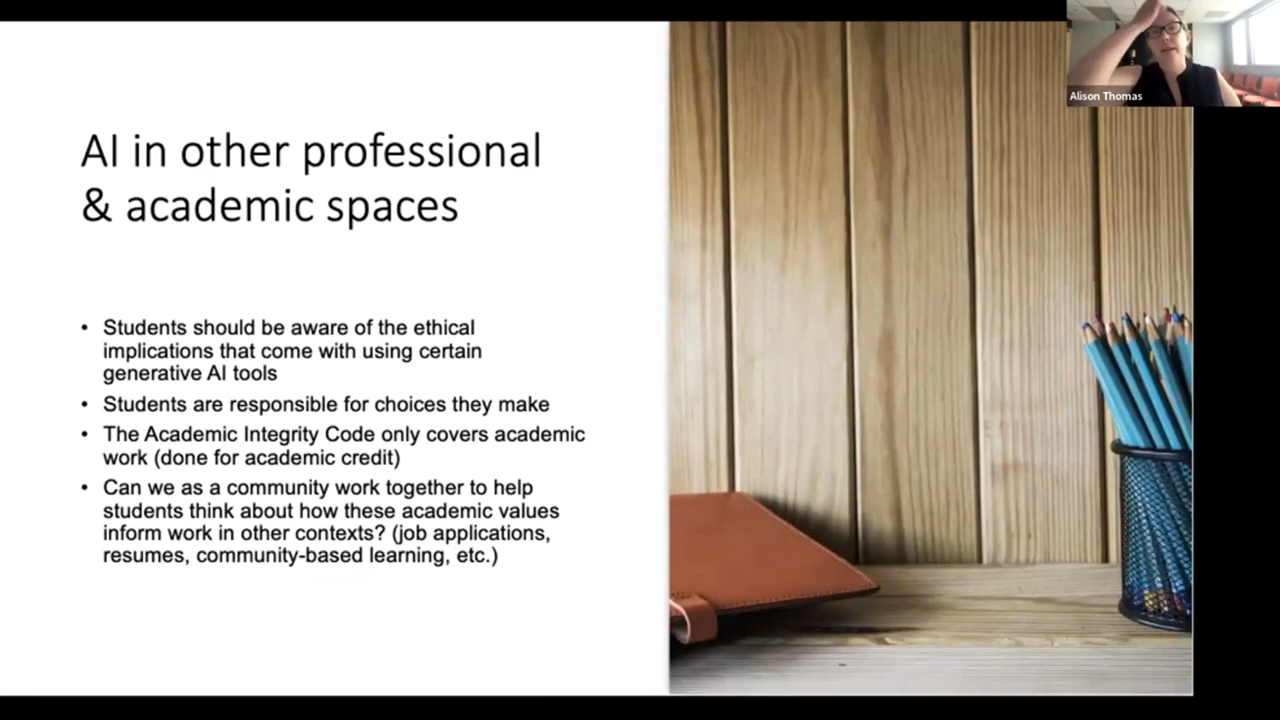 Alison Thomas
AI in other professional
& academic spaces
• Students should be aware of the ethical
implications that come with using certain
generative AI tools
• Students are responsible for choices they make
• The Academic Integrity Code only covers academic
work (done for academic credit)
• Can we as a community work together to help
students think about how these academic values
inform work in other contexts? (job applications,
resumes, community-based learning, etc.)